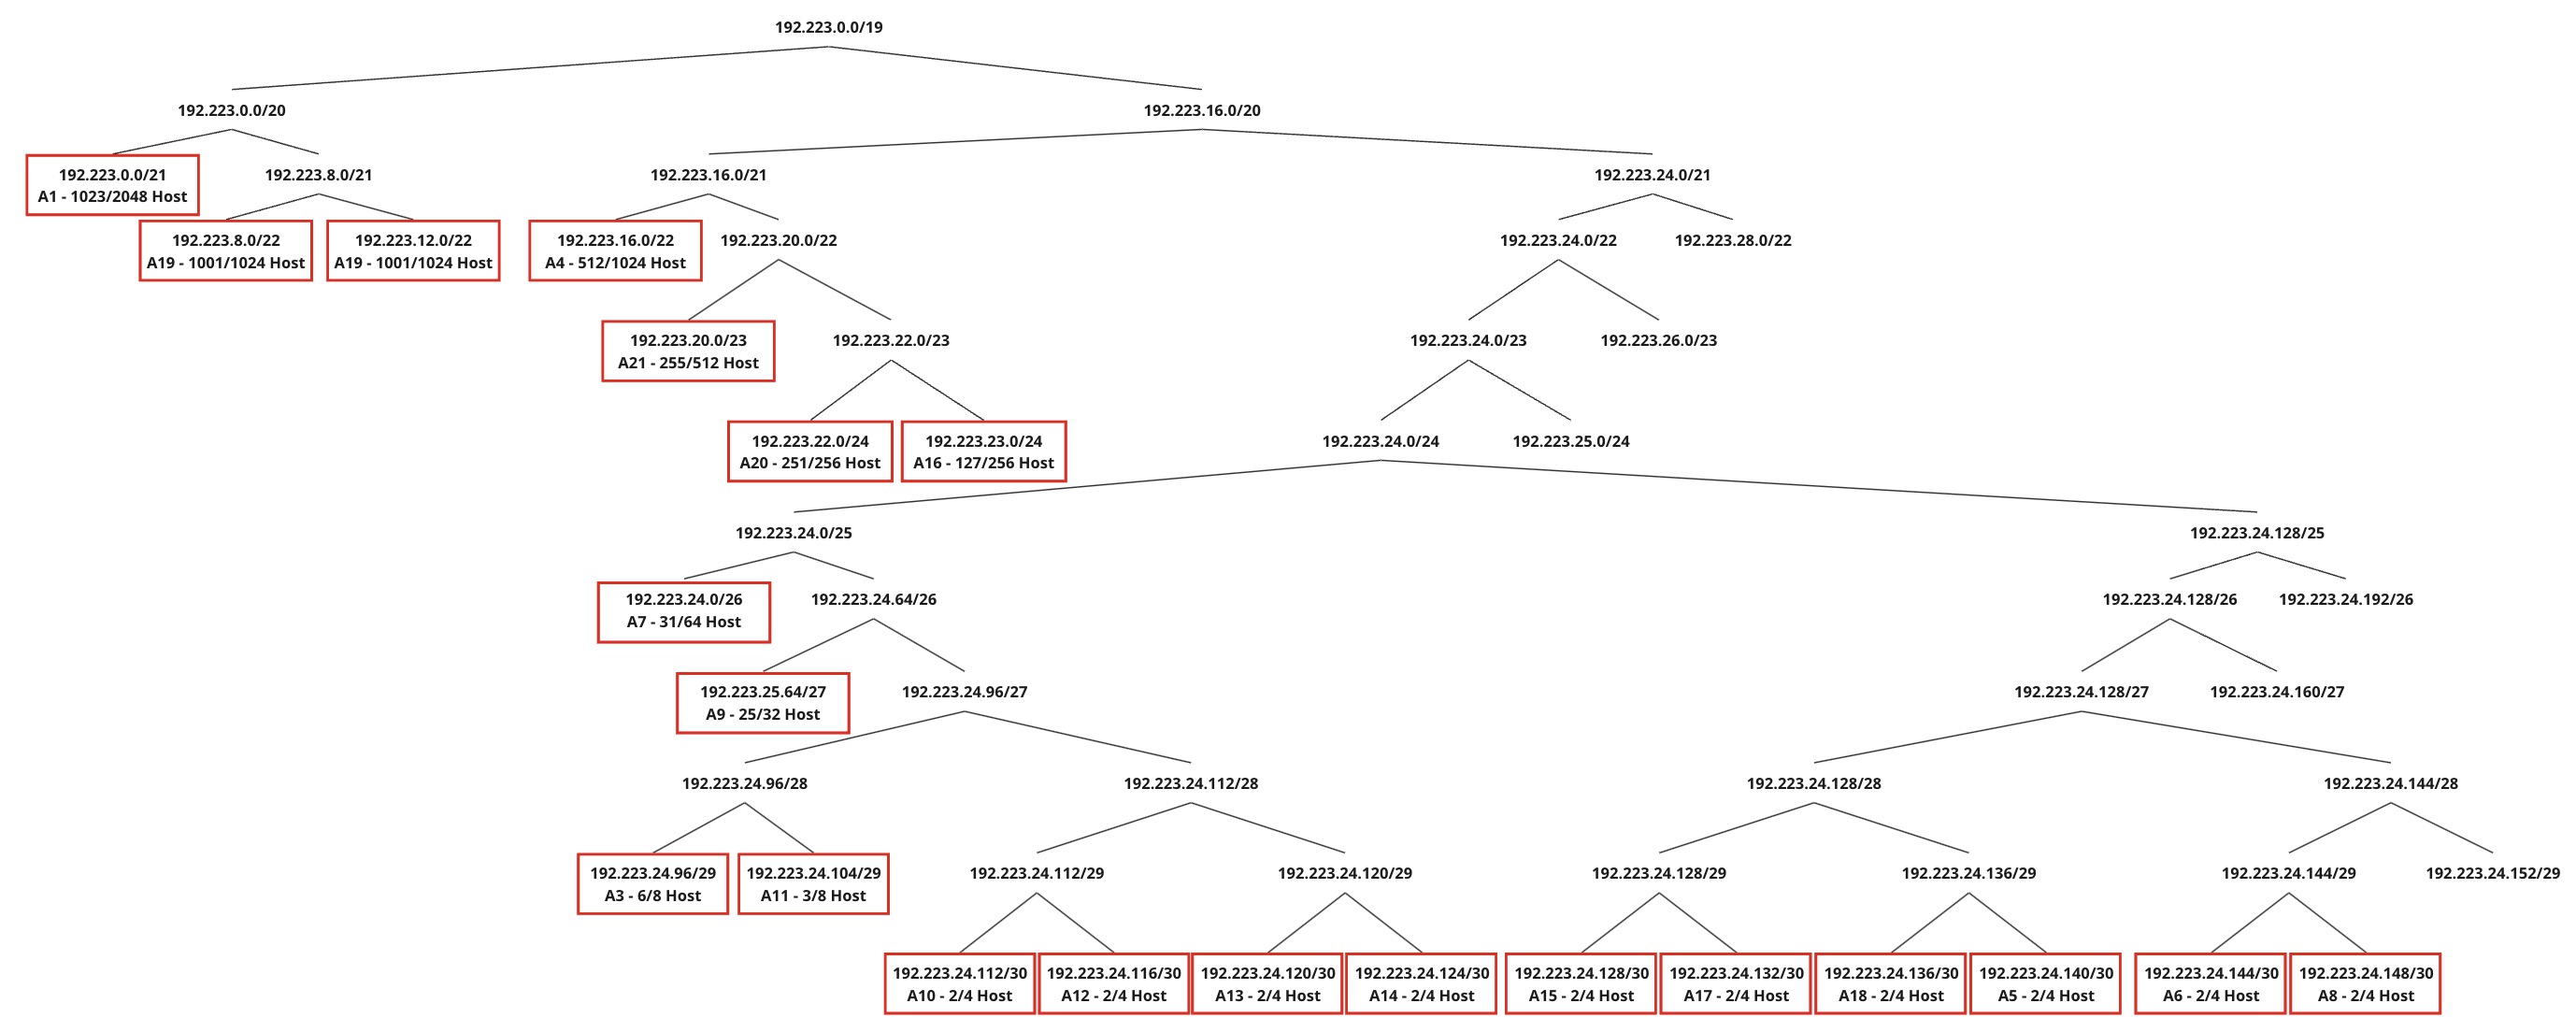 192.223.0.0/19
192.223.0.0/20
192.223.16.0/20
192.223.0.0/21
A1 - 1023/2048 Host
192.223.8.0/21
192.223.16.0/21
192.223.24.0/21
192.223.8.0/22
A19 - 1001/1024 Host
192.223.12.0/22
A19 - 1001/1024 Host
192.223.16.0/22
A4 - 512/1024 Host
192.223.20.0/22
192.223.24.0/22
192.223.28.0/22
192.223.20.0/23
A21 - 255/512 Host
192.223.22.0/23
192.223.24.0/23
192.223.26.0/23
192.223.22.0/24
A20 - 251/256 Host
192.223.23.0/24
A16 - 127/256 Host
192.223.24.0/24
192.223.25.0/24
192.223.24.0/25
192.223.24.128/25
192.223.24.0/26
A7 - 31/64 Host
192.223.24.64/26
192.223.24.128/26
192.223.24.192/26
192.223.25.64/27
A9 - 25/32 Host
192.223.24.96/27
192.223.24.128/27
192.223.24.160/27
192.223.24.96/28
192.223.24.112/28
192.223.24.128/28
192.223.24.144/28
192.223.24.96/29
A3 - 6/8 Host
192.223.24.104/29
A11 - 3/8 Host
192.223.24.112/29
192.223.24.120/29
192.223.24.128/29
192.223.24.136/29
192.223.24.144/29
192.223.24.152/29
192.223.24.112/30
A10 - 2/4 Host
192.223.24.116/30
A12 - 2/4 Host
192.223.24.120/30
A13 - 2/4 Host
192.223.24.124/30
A14 - 2/4 Host
192.223.24.128/30
A15 - 2/4 Host
192.223.24.132/30
A17 - 2/4 Host
192.223.24.136/30
A18 - 2/4 Host
192.223.24.140/30
A5 - 2/4 Host
192.223.24.144/30
A6 - 2/4 Host
192.223.24.148/30
A8 - 2/4 Host